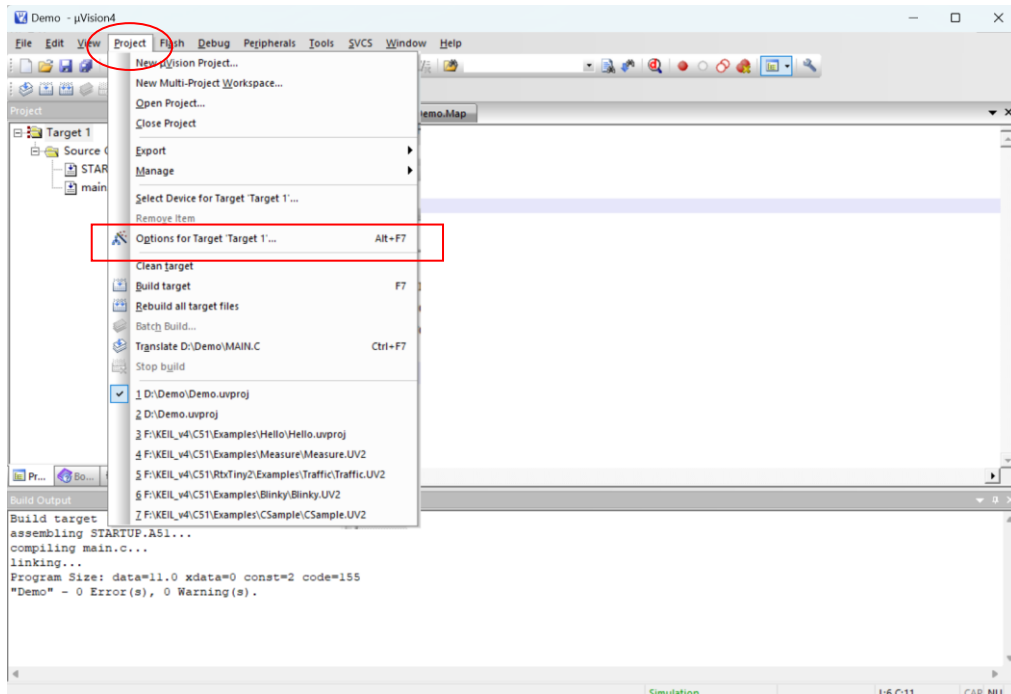 Demo - µVision4
File Edit View Project Flash Debug Peripherals Tools SVCS Window Help
New µVision Project...
New Multi-Project Workspace...
Open Project...
Close Project
Export
Manage
Select Device for Target 'Target 1'...
Remove Item
Options for Target 'Target 1'... Alt+F7
Clean target
Build target F7
Rebuild all target files
Batch Build...
Translate D:\Demo\MAIN.C Ctrl+F7
Stop build
1 D:\Demo\Demo.uvproj
2 D:\Demo.uvproj
3 F:\KEIL_v4\C51\Examples\Hello\Hello.uvproj
4 F:\KEIL_v4\C51\Examples\Measure\Measure.UV2
5 F:\KEIL_v4\C51\RtxTiny2\Examples\Traffic\Traffic.UV2
6 F:\KEIL_v4\C51\Examples\Blinky\Blinky.UV2
7 F:\KEIL_v4\C51\Examples\CSample\CSample.UV2
Project
Target 1
Source
STAR
main
emo.Map
Pr... Bo...
Build Output
Build target
assembling STARTUP.A51...
compiling main.c...
linking...
Program Size: data=11.0 xdata=0 const=2 code=155
"Demo" - 0 Error(s), 0 Warning(s).
Simulation L:6 C:11 CAP NU